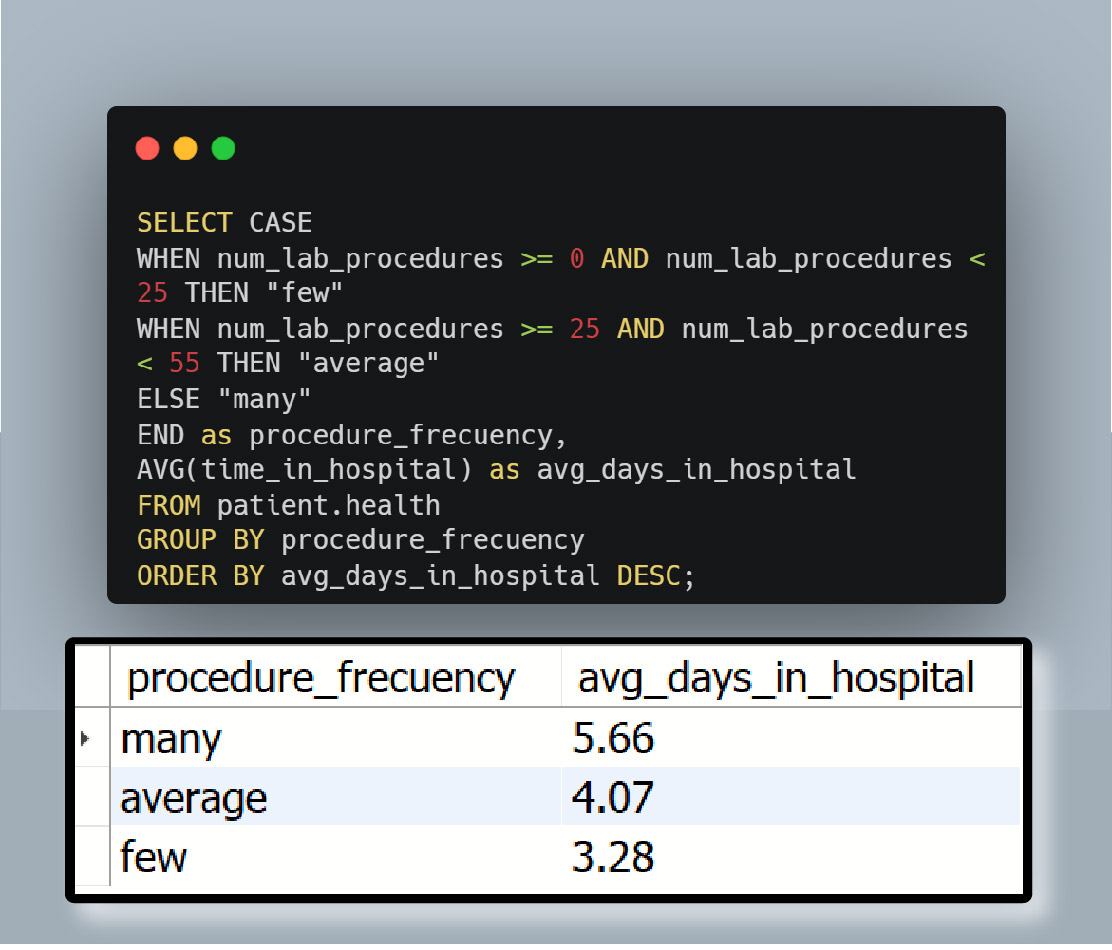 SELECT CASE
WHEN num_lab_procedures >= 0 AND num_lab_procedures <
25 THEN "few"
WHEN num_lab_procedures >= 25 AND num_lab_procedures
< 55 THEN "average"
ELSE "many"
END as procedure_frecuency,
AVG(time_in_hospital) as avg_days_in_hospital
FROM patient.health
GROUP BY procedure_frecuency
ORDER BY avg_days_in_hospital DESC;
procedure_frecuency avg_days_in_hospital
many 5.66
average 4.07
few 3.28